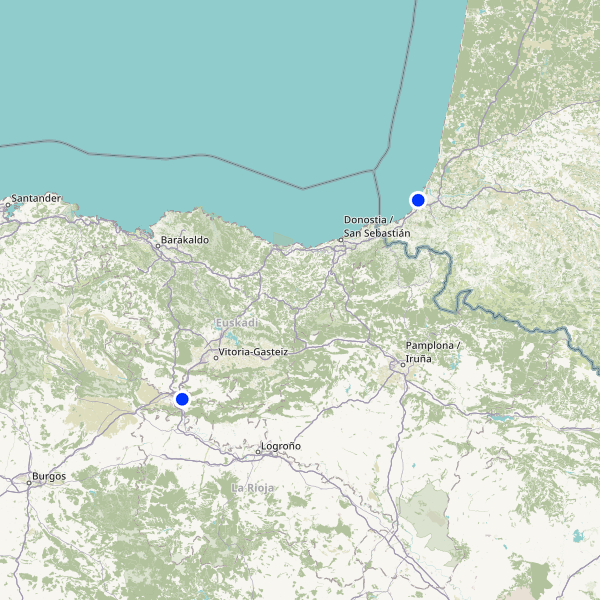 Santander
Barakaldo
Donostia /
San Sebastián
Euskadi
Vitoria-Gasteiz
Pamplona /
Iruña
Logroño
Burgos
La Rioja